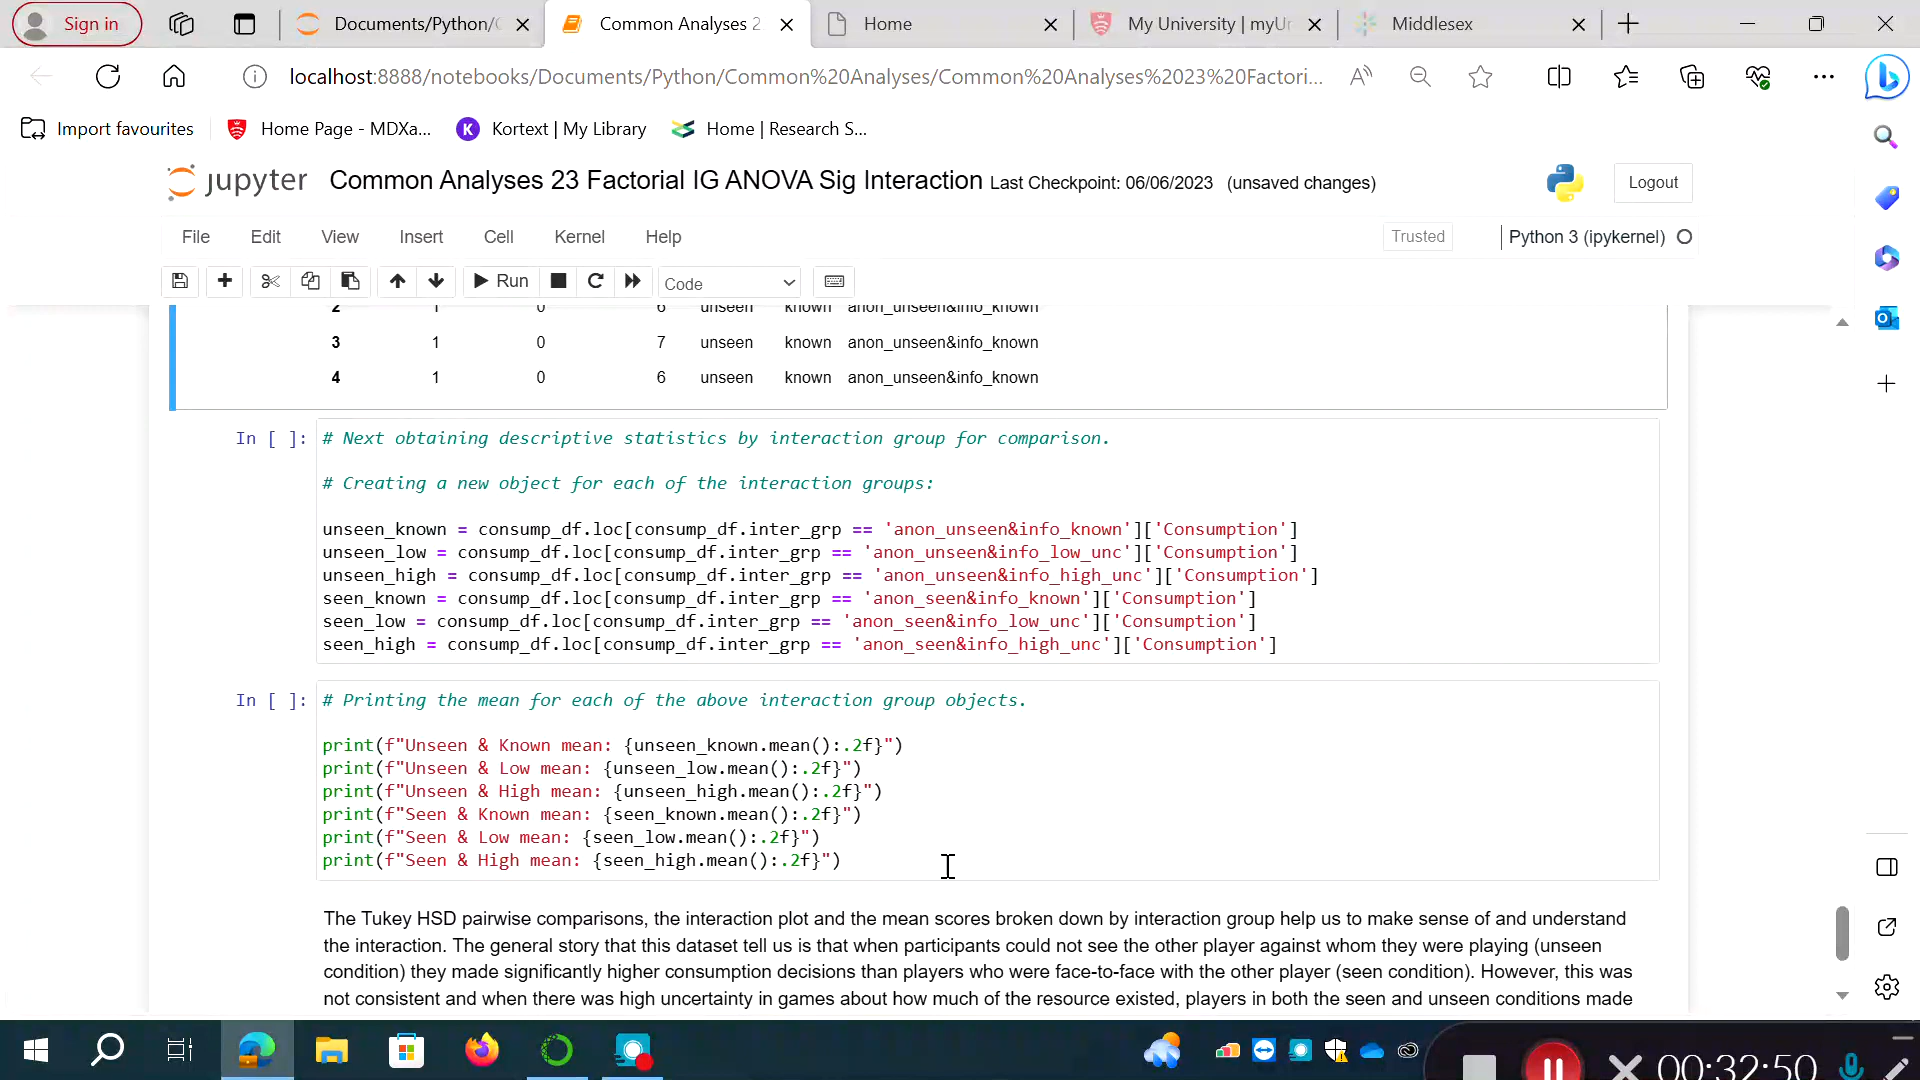 Sign in
Documents/Python/C
Common Analyses 2
Home
My University | myUr
Middlesex
localhost:8888/notebooks/Documents/Python/Common%20Analyses/Common%20Analyses%2023%20Factori...
Import favourites
Home Page - MDXa...
Kortext | My Library
Home | Research S...
jupyter
Common Analyses 23 Factorial IG ANOVA Sig Interaction Last Checkpoint: 06/06/2023 (unsaved changes)
Logout
File Edit View Insert Cell Kernel Help
Trusted
Python 3 (ipykernel)
Run
Code
2 1 0 6 unseen known anon_unseen&info_known
3 1 0 7 unseen known anon_unseen&info_known
4 1 0 6 unseen known anon_unseen&info_known
In [ ]: # Next obtaining descriptive statistics by interaction group for comparison.
# Creating a new object for each of the interaction groups:
unseen_known = consump_df.loc[consump_df.inter_grp == 'anon_unseen&info_known']['Consumption']
unseen_low = consump_df.loc[consump_df.inter_grp == 'anon_unseen&info_low_unc']['Consumption']
unseen_high = consump_df.loc[consump_df.inter_grp == 'anon_unseen&info_high_unc']['Consumption']
seen_known = consump_df.loc[consump_df.inter_grp == 'anon_seen&info_known']['Consumption']
seen_low = consump_df.loc[consump_df.inter_grp == 'anon_seen&info_low_unc']['Consumption']
seen_high = consump_df.loc[consump_df.inter_grp == 'anon_seen&info_high_unc']['Consumption']
In [ ]: # Printing the mean for each of the above interaction group objects.
print(f"Unseen & Known mean: {unseen_known.mean():.2f}")
print(f"Unseen & Low mean: {unseen_low.mean():.2f}")
print(f"Unseen & High mean: {unseen_high.mean():.2f}")
print(f"Seen & Known mean: {seen_known.mean():.2f}")
print(f"Seen & Low mean: {seen_low.mean():.2f}")
print(f"Seen & High mean: {seen_high.mean():.2f}")
The Tukey HSD pairwise comparisons, the interaction plot and the mean scores broken down by interaction group help us to make sense of and understand
the interaction. The general story that this dataset tell us is that when participants could not see the other player against whom they were playing (unseen
condition) they made significantly higher consumption decisions than players who were face-to-face with the other player (seen condition). However, this was
not consistent and when there was high uncertainty in games about how much of the resource existed, players in both the seen and unseen conditions made
00:32:50